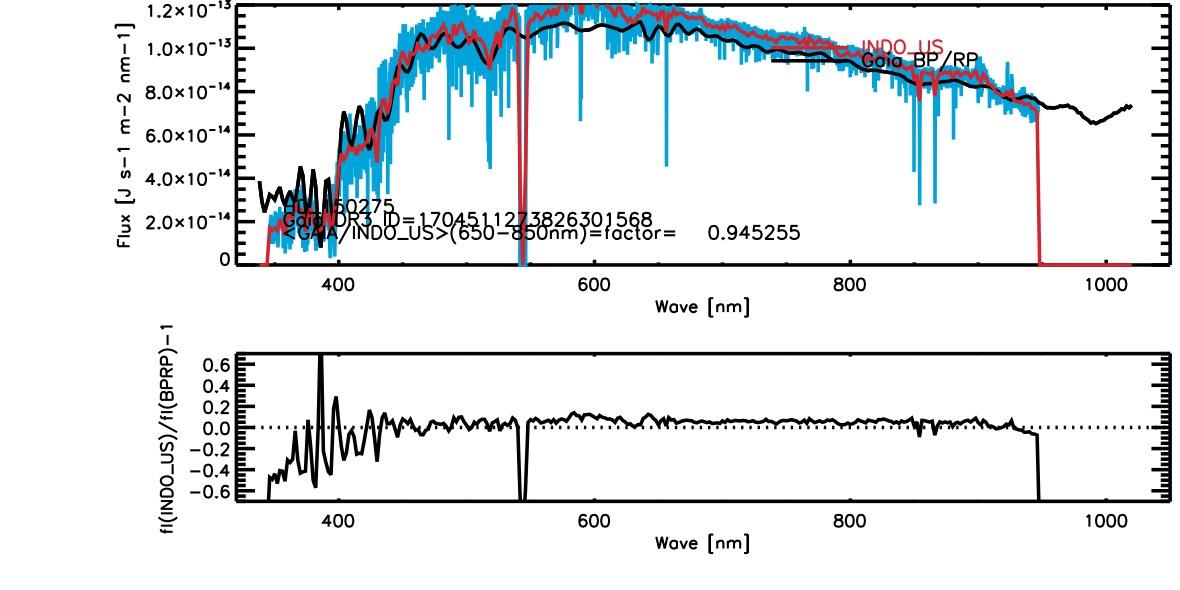 1.2×10−13
1.0×10−13
8.0×10−14
6.0×10−14
4.0×10−14
2.0×10−14
0
Flux [J s−1 m−2 nm−1]
INDO_US
Gaia BP/RP
Gaia DR3 ID=1704511273826301568
<GAIA/INDO_US>(650−850nm)=factor= 0.945255
400 600 800 1000
Wave [nm]
fl(INDO_US)/fl(BPRP)−1
0.6
0.4
0.2
0.0
−0.2
−0.4
−0.6
400 600 800 1000
Wave [nm]